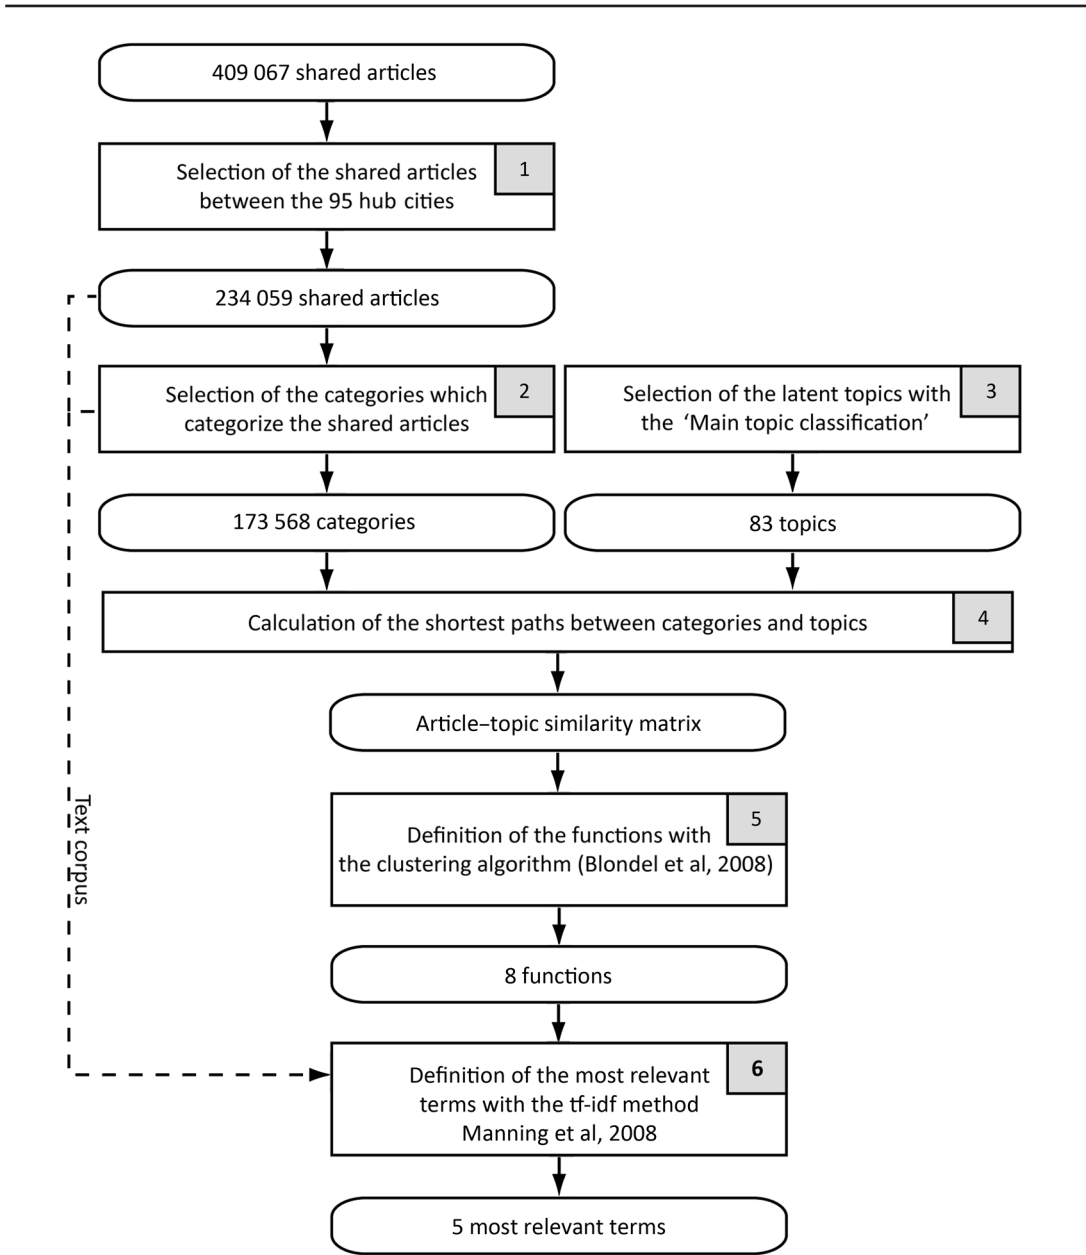 409 067 shared articles
Selection of the shared articles
between the 95 hub cities
1
234 059 shared articles
Selection of the categories which
categorize the shared articles
2
Selection of the latent topics with
the ‘Main topic classification’
3
173 568 categories
83 topics
Calculation of the shortest paths between categories and topics
4
Article–topic similarity matrix
Text corpus
Definition of the functions with
the clustering algorithm (Blondel et al, 2008)
5
8 functions
Definition of the most relevant
terms with the tf-idf method
Manning et al, 2008
6
5 most relevant terms